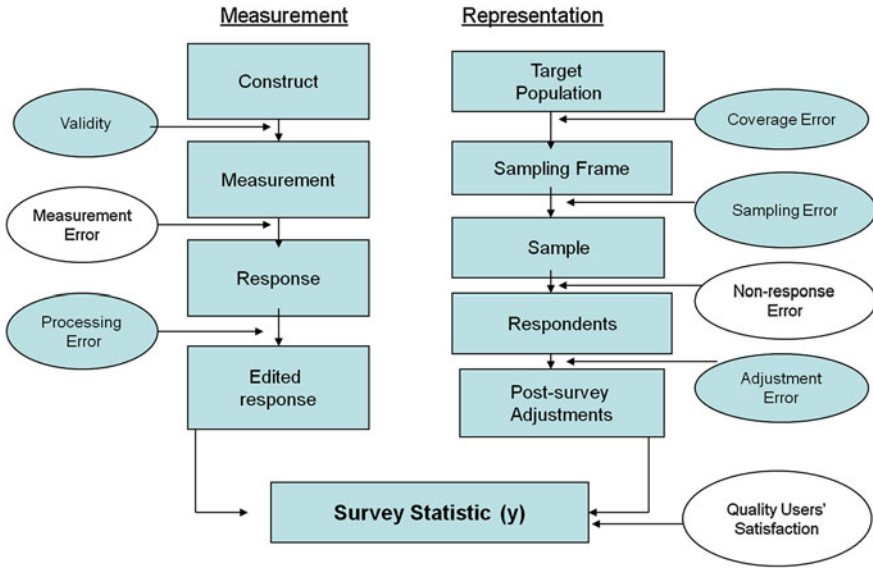 Measurement
Representation
Construct
Target
Population
Validity
Coverage Error
Measurement
Sampling Frame
Measurement
Error
Sampling Error
Sample
Response
Non-response
Error
Processing
Error
Respondents
Edited
response
Post-survey
Adjustments
Adjustment
Error
Survey Statistic (y)
Quality Users'
Satisfaction